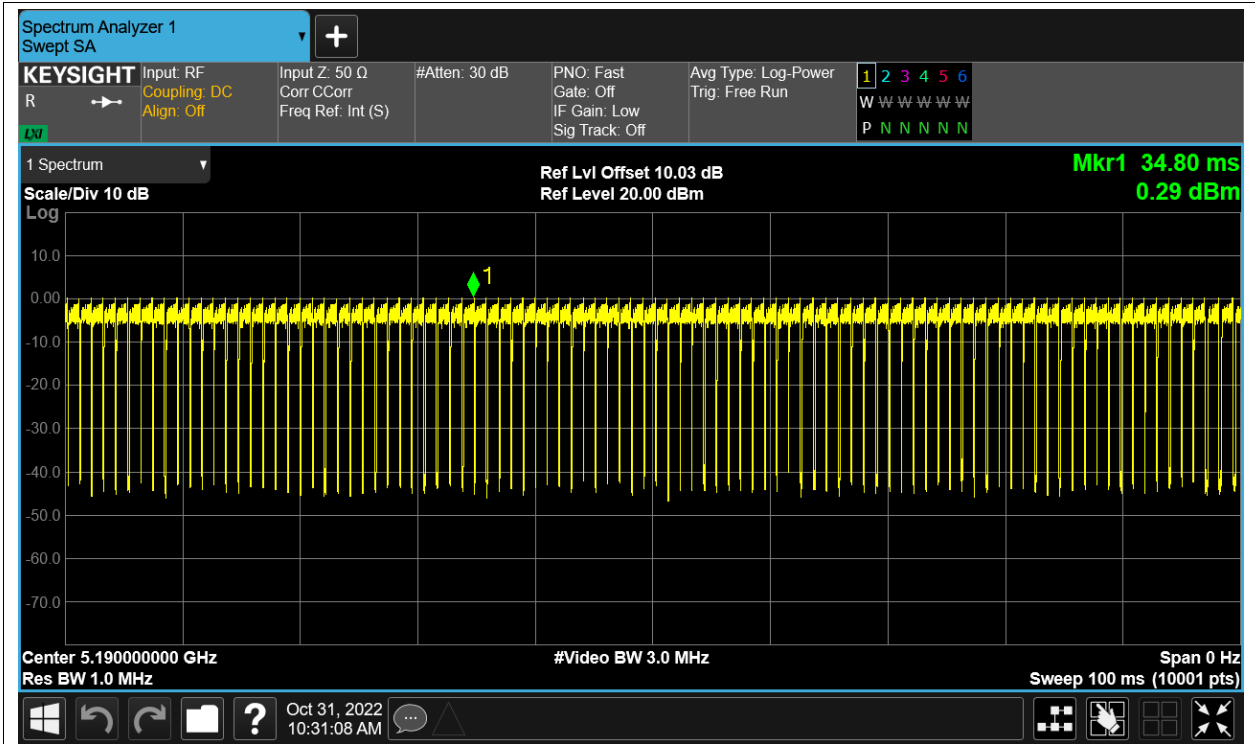 Spectrum Analyzer 1
Swept SA
+
KEYSIGHT
R
LXI
Input: RF
Coupling: DC
Align: Off
Input Z: 50 Ω
Corr CCorr
Freq Ref: Int (S)
#Atten: 30 dB
PNO: Fast
Gate: Off
IF Gain: Low
Sig Track: Off
Avg Type: Log-Power
Trig: Free Run
1 2 3 4 5 6
W W W W W W
P N N N N N
1 Spectrum
Scale/Div 10 dB
Log
Ref Lvl Offset 10.03 dB
Ref Level 20.00 dBm
Mkr1 34.80 ms
0.29 dBm
1
10.0
0.00
-10.0
-20.0
-30.0
-40.0
-50.0
-60.0
-70.0
Center 5.190000000 GHz
#Video BW 3.0 MHz
Span 0 Hz
Res BW 1.0 MHz
Sweep 100 ms (10001 pts)
?
Oct 31, 2022
10:31:08 AM